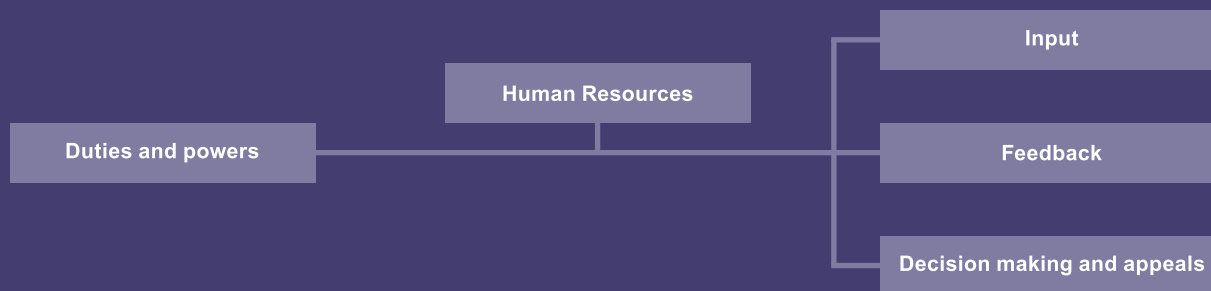 Input
Human Resources
Duties and powers
Feedback
Decision making and appeals